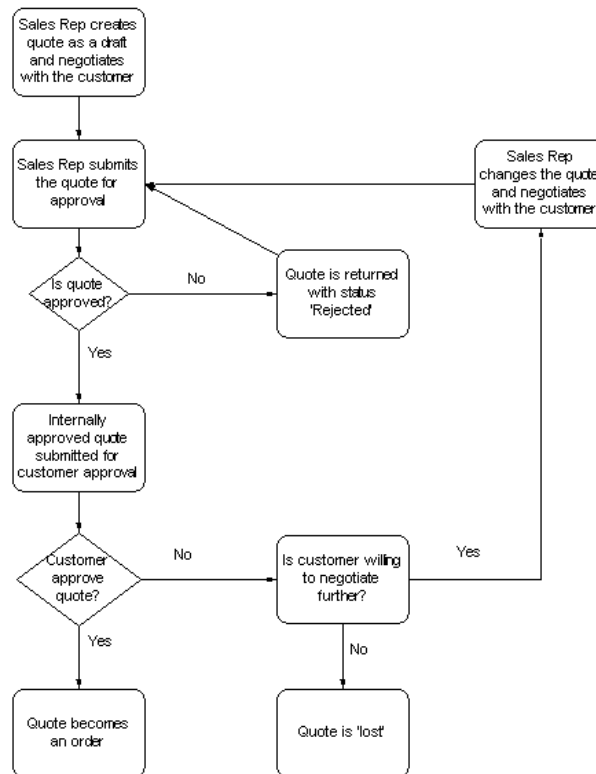 Sales Rep creates
quote as a draft
and negotiates
with the customer
Sales Rep submits
the quote for
approval
Sales Rep
changes the quote
and negotiates
with the customer
Is quote
approved?
No
Quote is returned
with status
'Rejected'
Yes
Internally
approved quote
submitted for
customer approval
Customer
approve
quote?
No
Is customer willing
to negotiate
further?
Yes
Yes
No
Quote becomes
an order
Quote is 'lost'